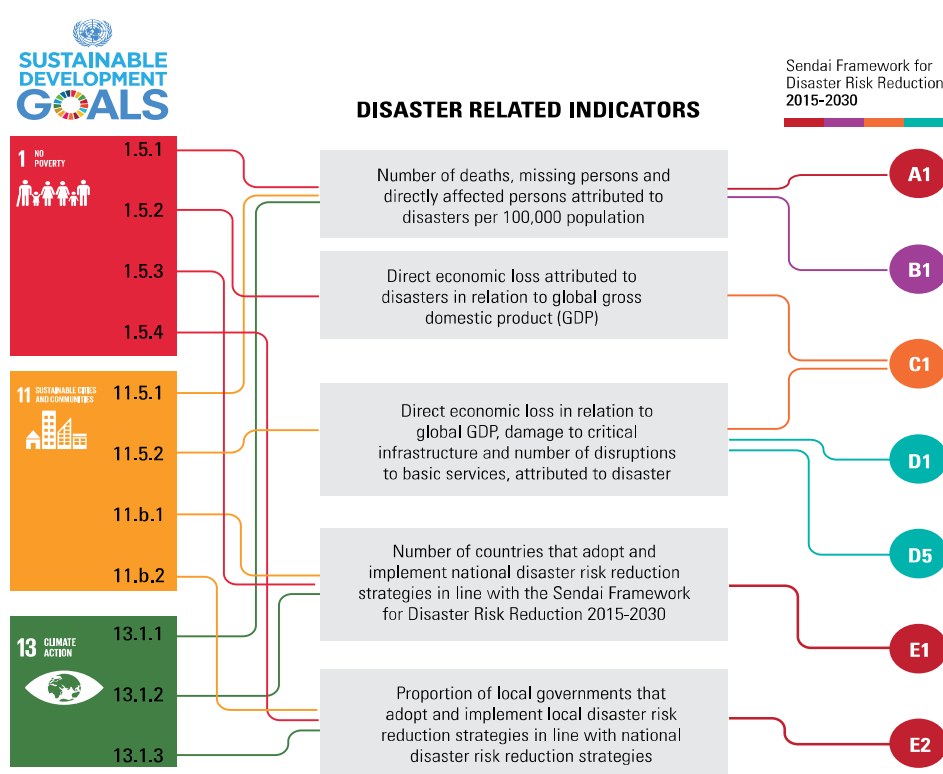 SUSTAINABLE
DEVELOPMENT
GOALS
DISASTER RELATED INDICATORS
Sendai Framework for
Disaster Risk Reduction
2015-2030
1 NO
POVERTY
1.5.1
1.5.2
1.5.3
1.5.4
11 SUSTAINABLE CITIES
AND COMMUNITIES
11.5.1
11.5.2
11.b.1
11.b.2
13 CLIMATE
ACTION
13.1.1
13.1.2
13.1.3
Number of deaths, missing persons and
directly affected persons attributed to
disasters per 100,000 population
Direct economic loss attributed to
disasters in relation to global gross
domestic product (GDP)
Direct economic loss in relation to
global GDP, damage to critical
infrastructure and number of disruptions
to basic services, attributed to disaster
Number of countries that adopt and
implement national disaster risk reduction
strategies in line with the Sendai Framework
for Disaster Risk Reduction 2015-2030
Proportion of local governments that
adopt and implement local disaster risk
reduction strategies in line with national
disaster risk reduction strategies
A1
B1
C1
D1
D5
E1
E2